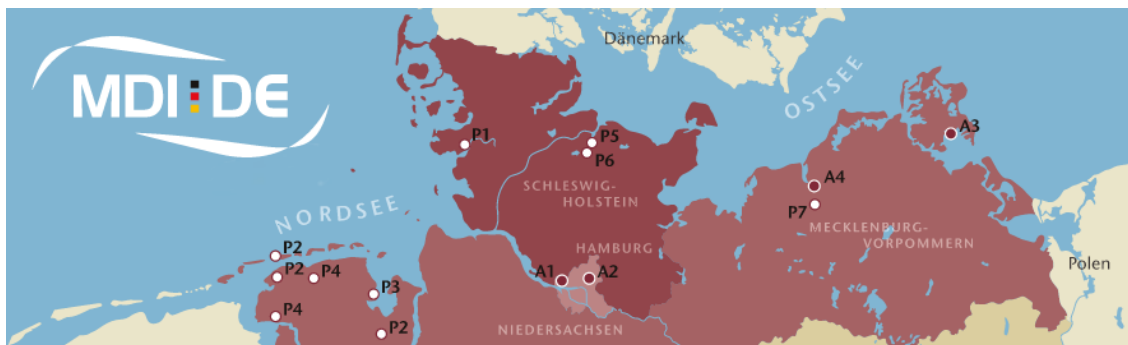 Dänemark
MDI:DE
OSTSEE
A3
P1
P5
P6
SCHLESWIG-
HOLSTEIN
A4
P7
MECKLENBURG-
VORPOMMERN
NORDSEE
HAMBURG
P2
P2
P4
A1
A2
Polen
P3
P4
NIEDERSACHSEN
P2